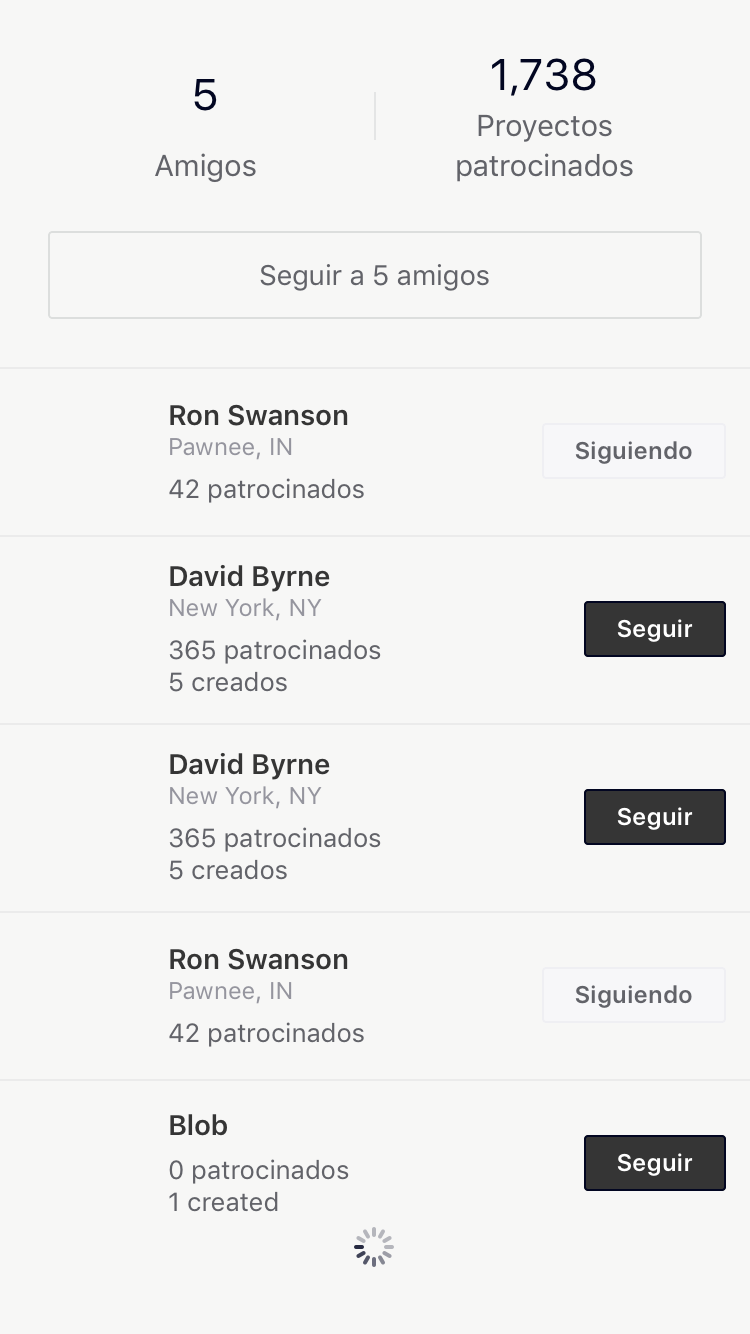 5
Amigos
1,738
Proyectos
patrocinados
Seguir a 5 amigos
Ron Swanson
Pawnee, IN
42 patrocinados
Siguiendo
David Byrne
New York, NY
365 patrocinados
5 creados
Seguir
David Byrne
New York, NY
365 patrocinados
5 creados
Seguir
Ron Swanson
Pawnee, IN
42 patrocinados
Siguiendo
Blob
0 patrocinados
1 created
Seguir